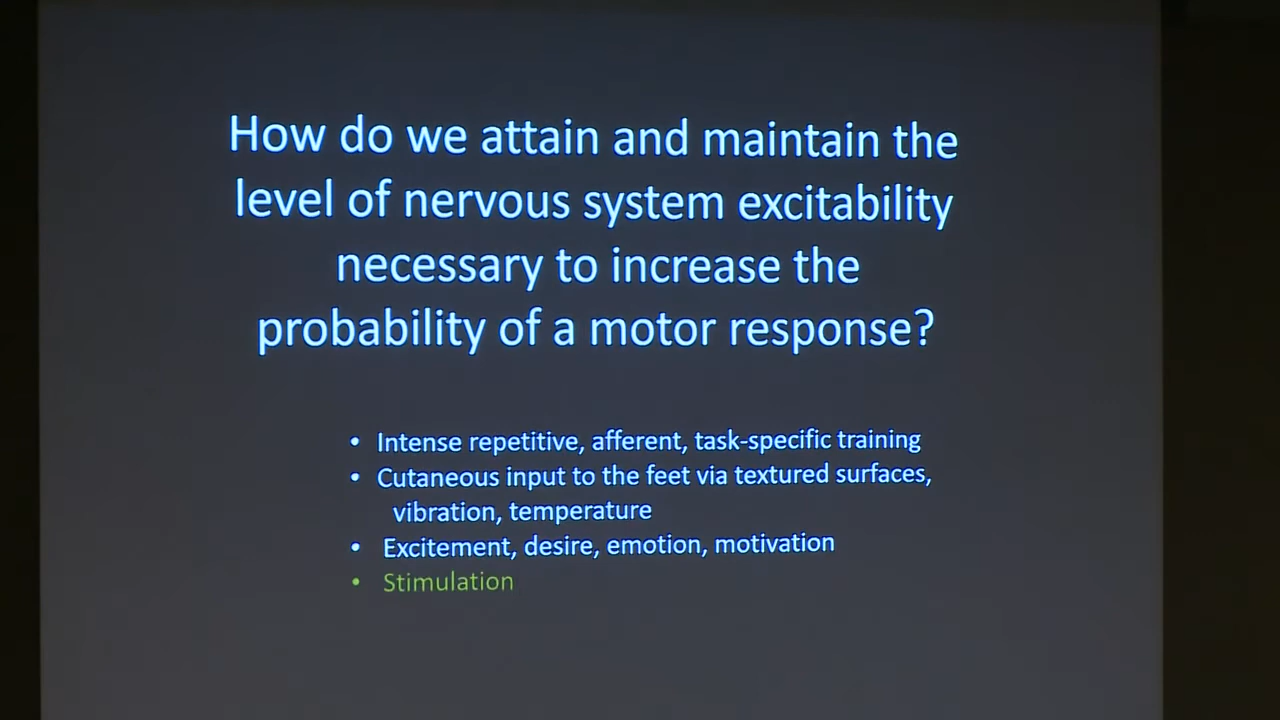 How do we attain and maintain the
level of nervous system excitability
necessary to increase the
probability of a motor response?
• Intense repetitive, afferent, task-specific training
• Cutaneous input to the feet via textured surfaces,
vibration, temperature
• Excitement, desire, emotion, motivation
• Stimulation